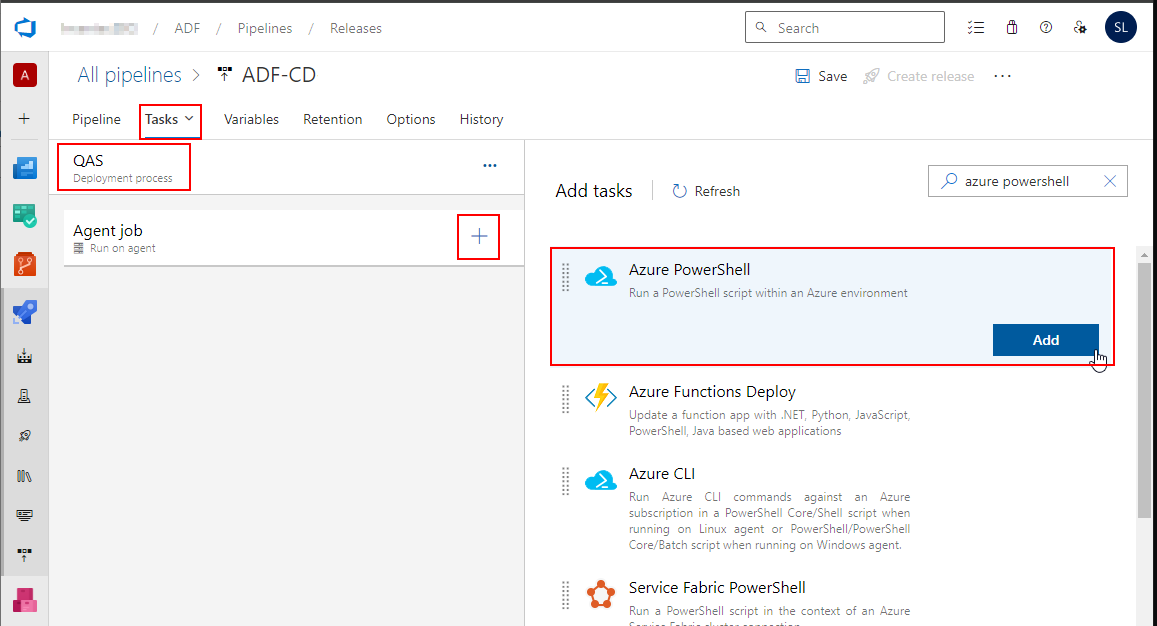 / ADF / Pipelines / Releases
Search
SL
A
All pipelines > ADF-CD
Save
Create release
...
Pipeline
Tasks
Variables
Retention
Options
History
QAS
Deployment process
...
Agent job
Run on agent
Add tasks
Refresh
azure powershell
Azure PowerShell
Run a PowerShell script within an Azure environment
Add
Azure Functions Deploy
Update a function app with .NET, Python, JavaScript,
PowerShell, Java based web applications
Azure CLI
Run Azure CLI commands against an Azure
subscription in a PowerShell Core/Shell script when
running on Linux agent or PowerShell/PowerShell
Core/Batch script when running on Windows agent.
Service Fabric PowerShell
Run a PowerShell script in the context of an Azure
Service Fabric cluster connection